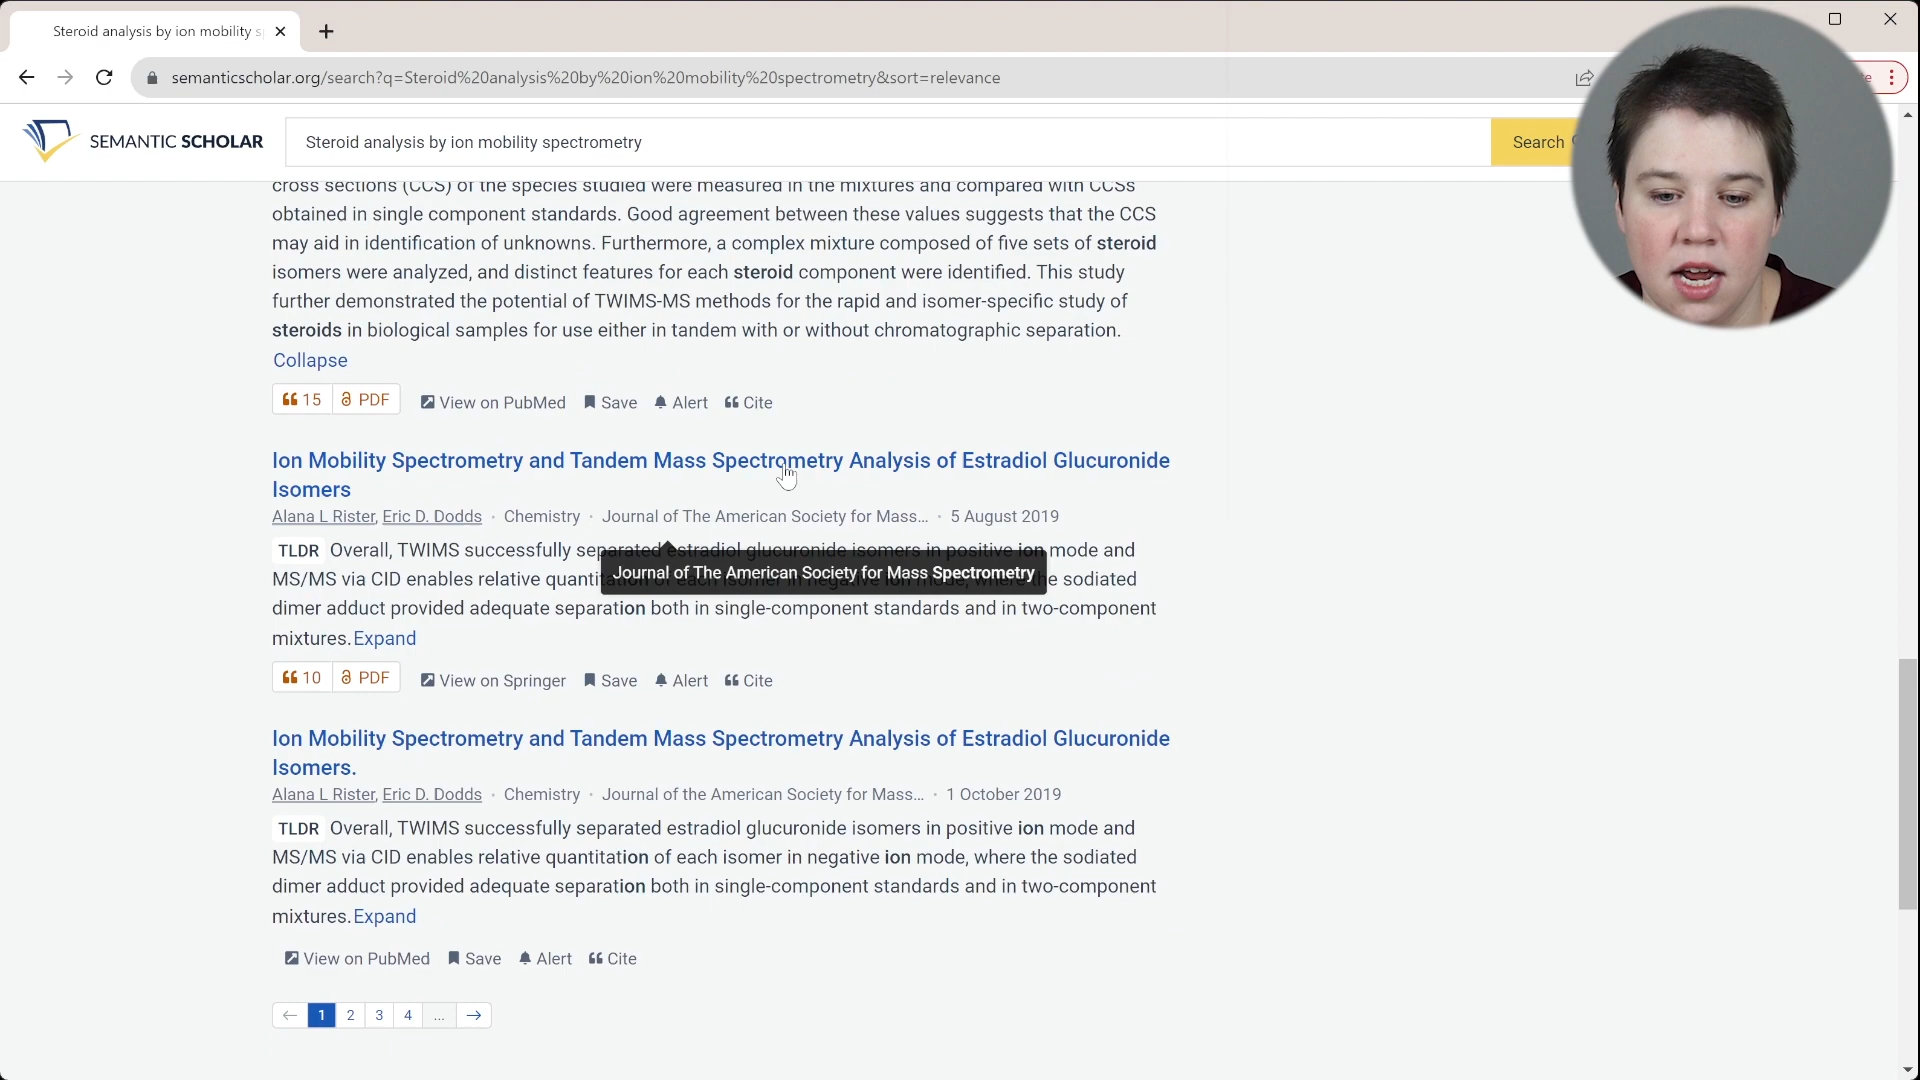 Steroid analysis by ion mobility s
semanticscholar.org/search?q=Steroid%20analysis%20by%20ion%20mobility%20spectrometry&sort=relevance
SEMANTIC SCHOLAR
Steroid analysis by ion mobility spectrometry
Search
cross sections (CCS) of the species studied were measured in the mixtures and compared with CCSs
obtained in single component standards. Good agreement between these values suggests that the CCS
may aid in identification of unknowns. Furthermore, a complex mixture composed of five sets of steroid
isomers were analyzed, and distinct features for each steroid component were identified. This study
further demonstrated the potential of TWIMS-MS methods for the rapid and isomer-specific study of
steroids in biological samples for use either in tandem with or without chromatographic separation.
Collapse
15 PDF View on PubMed Save Alert Cite
Ion Mobility Spectrometry and Tandem Mass Spectrometry Analysis of Estradiol Glucuronide
Isomers
Alana L Rister, Eric D. Dodds · Chemistry · Journal of The American Society for Mass... · 5 August 2019
TLDR Overall, TWIMS successfully separated estradiol glucuronide isomers in positive ion mode and
Journal of The American Society for Mass Spectrometry
MS/MS via CID enables relative quantitation of each isomer in negative ion mode, where the sodiated
dimer adduct provided adequate separation both in single-component standards and in two-component
mixtures.Expand
10 PDF View on Springer Save Alert Cite
Ion Mobility Spectrometry and Tandem Mass Spectrometry Analysis of Estradiol Glucuronide
Isomers.
Alana L Rister, Eric D. Dodds · Chemistry · Journal of the American Society for Mass... · 1 October 2019
TLDR Overall, TWIMS successfully separated estradiol glucuronide isomers in positive ion mode and
MS/MS via CID enables relative quantitation of each isomer in negative ion mode, where the sodiated
dimer adduct provided adequate separation both in single-component standards and in two-component
mixtures.Expand
View on PubMed Save Alert Cite
← 1 2 3 4 ... →